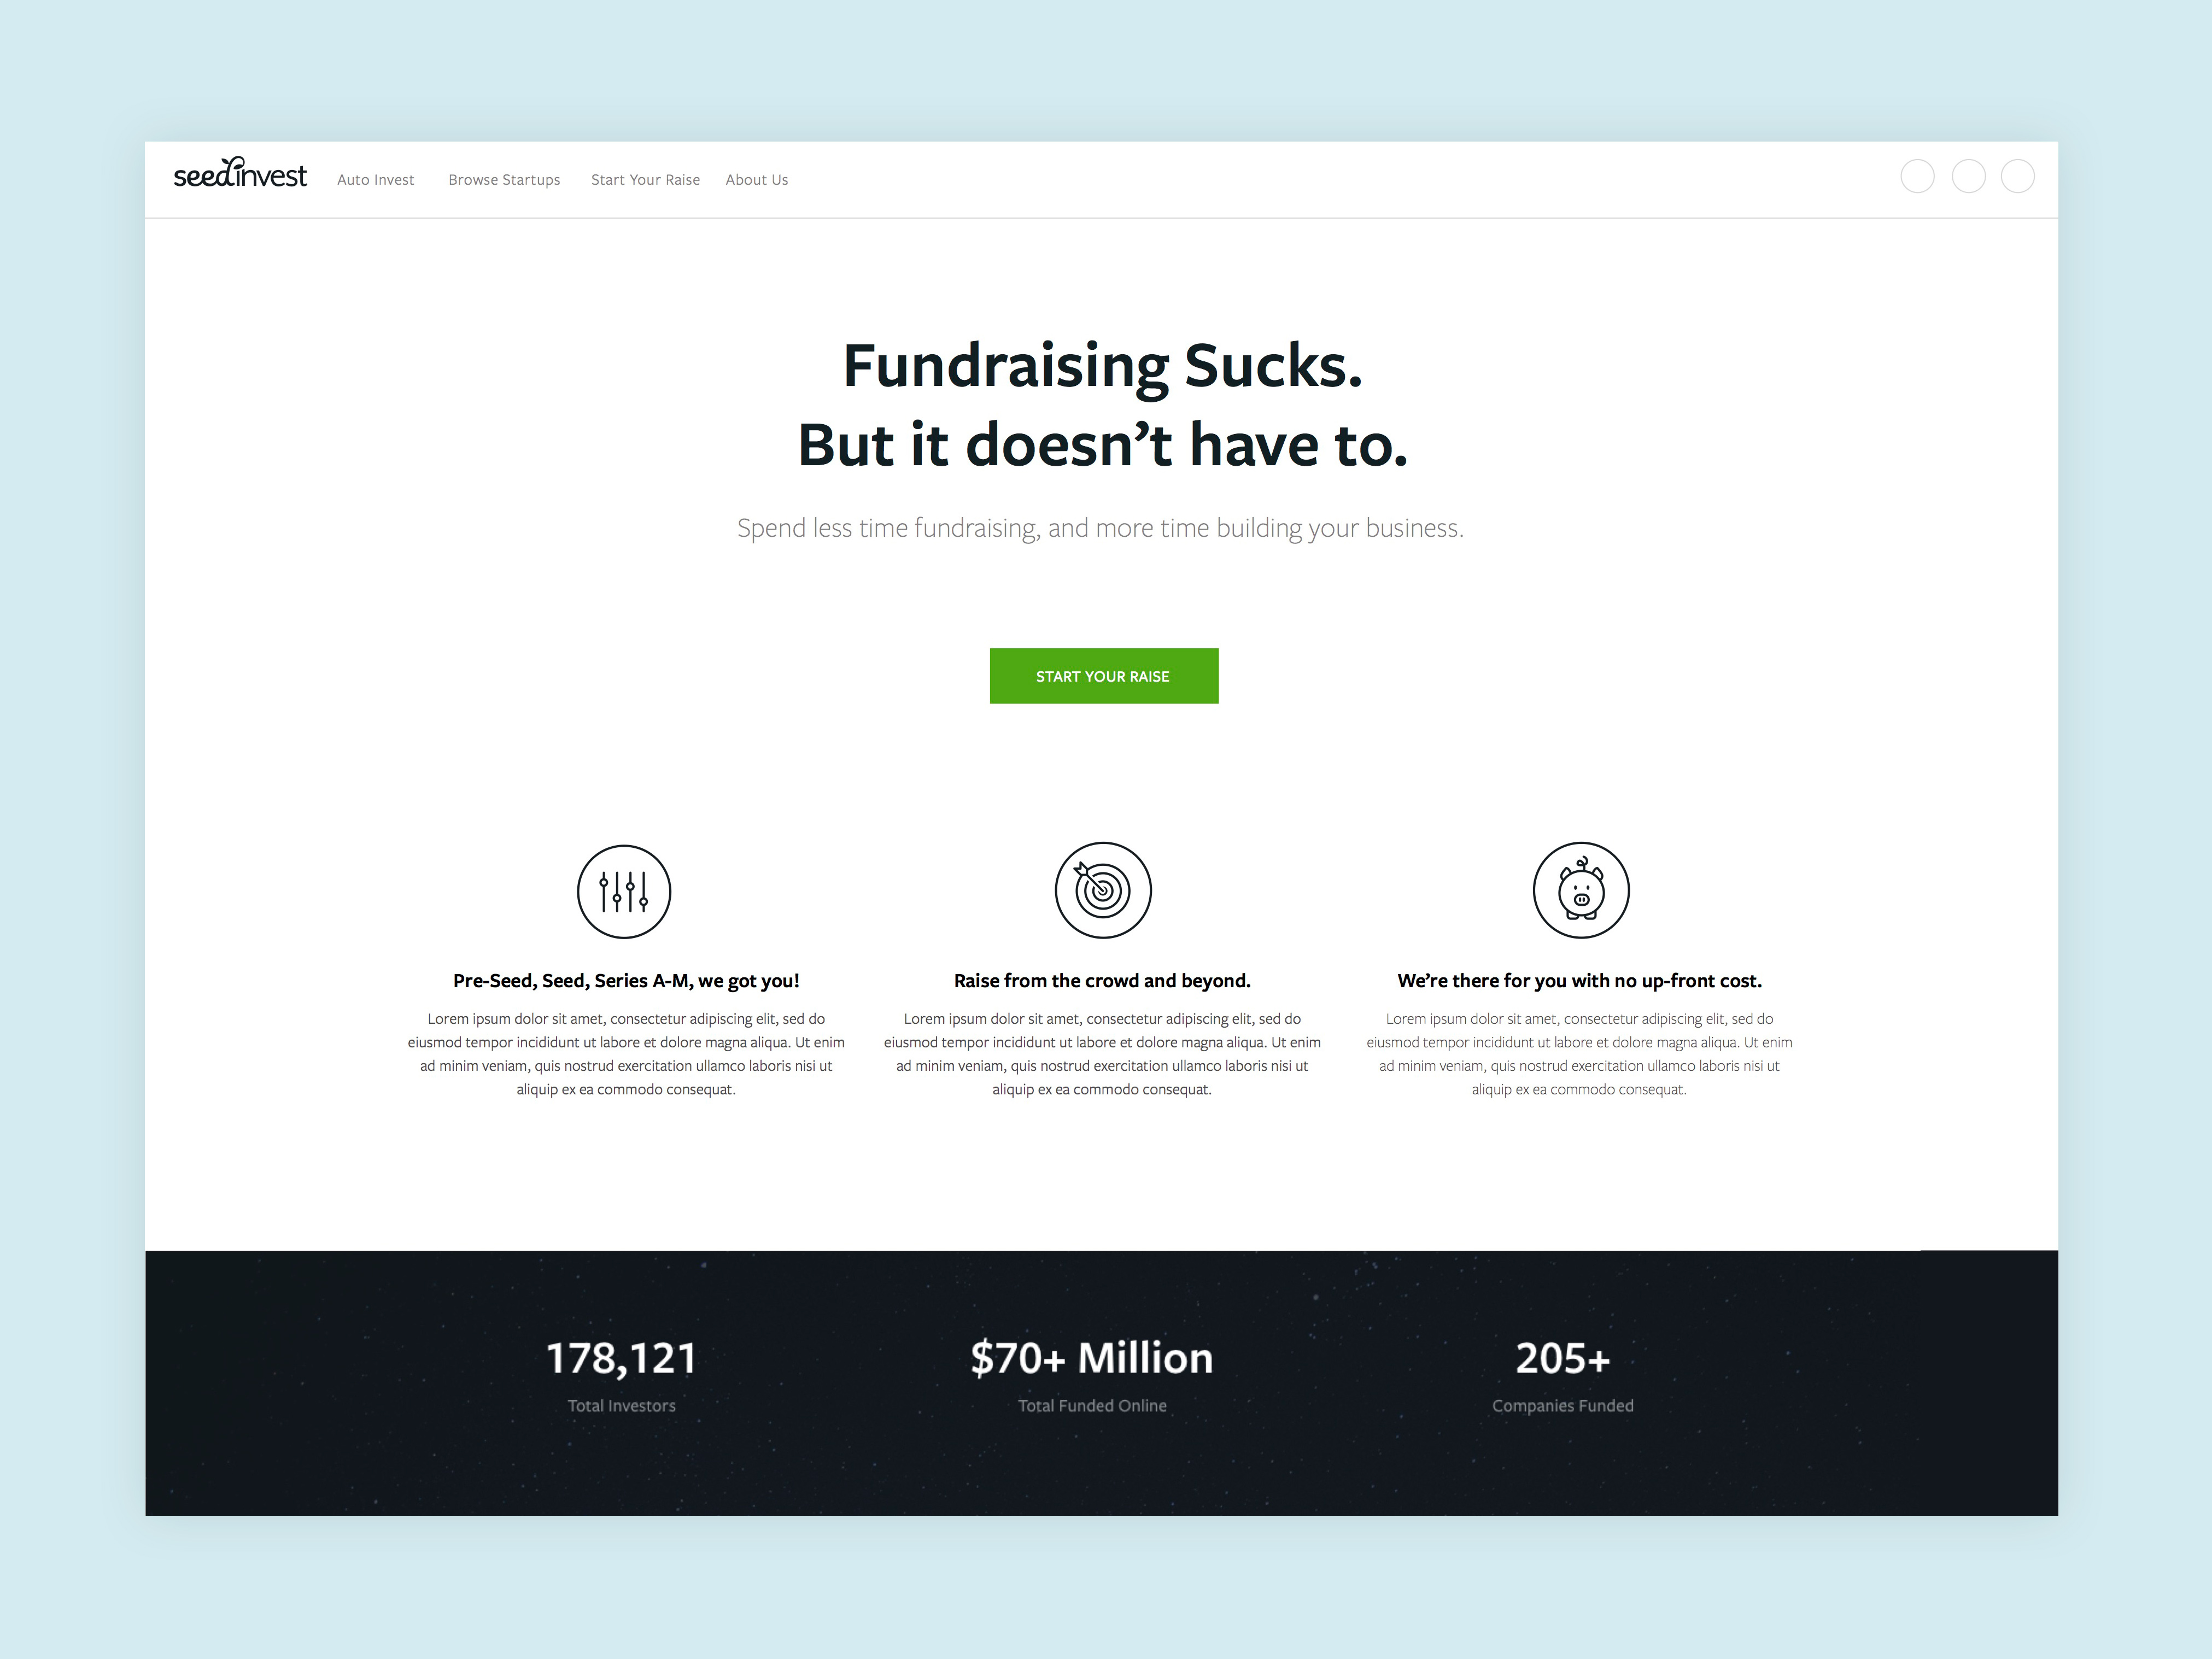 seedinvest
Auto Invest
Browse Startups
Start Your Raise
About Us
Fundraising Sucks.
But it doesn’t have to.
Spend less time fundraising, and more time building your business.
START YOUR RAISE
Pre-Seed, Seed, Series A-M, we got you!
Lorem ipsum dolor sit amet, consectetur adipiscing elit, sed do
eiusmod tempor incididunt ut labore et dolore magna aliqua. Ut enim
ad minim veniam, quis nostrud exercitation ullamco laboris nisi ut
aliquip ex ea commodo consequat.
Raise from the crowd and beyond.
Lorem ipsum dolor sit amet, consectetur adipiscing elit, sed do
eiusmod tempor incididunt ut labore et dolore magna aliqua. Ut enim
ad minim veniam, quis nostrud exercitation ullamco laboris nisi ut
aliquip ex ea commodo consequat.
We’re there for you with no up-front cost.
Lorem ipsum dolor sit amet, consectetur adipiscing elit, sed do
eiusmod tempor incididunt ut labore et dolore magna aliqua. Ut enim
ad minim veniam, quis nostrud exercitation ullamco laboris nisi ut
aliquip ex ea commodo consequat.
178,121
Total Investors
$70+ Million
Total Funded Online
205+
Companies Funded